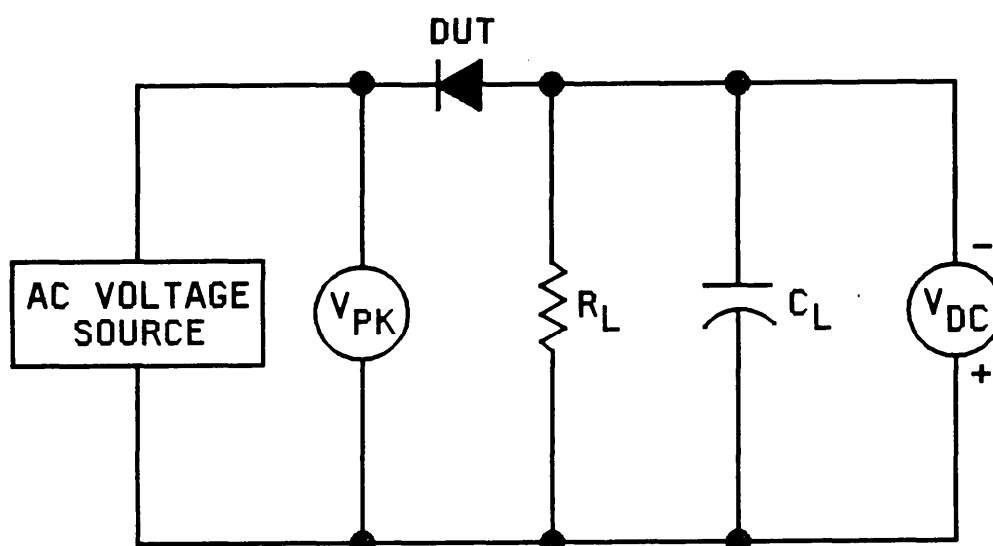 DUT
AC VOLTAGE
SOURCE
VPK
RL
CL
-
VDC
+